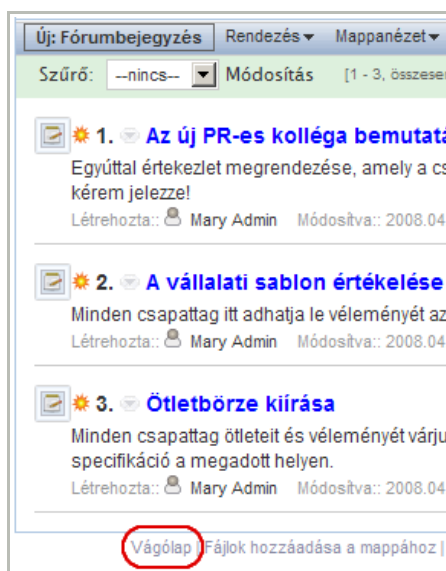 Új: Fórumbejegyzés Rendezés Mappanézet
Szűrő: --nincs-- Módosítás [1 - 3, összesen
1. Az új PR-es kolléga bemutatá
Egyúttal értekezlet megrendezése, amely a cs
kérem jelezze!
Létrehozta:: Mary Admin Módosítva:: 2008.04
2. A vállalati sablon értékelése
Minden csapattag itt adhatja le véleményét az
Létrehozta:: Mary Admin Módosítva:: 2008.04
3. Ötletbörze kiírása
Minden csapattag ötleteit és véleményét várju
specifikáció a megadott helyen.
Létrehozta:: Mary Admin Módosítva:: 2008.04
Vágólap | Fájlok hozzáadása a mappához |